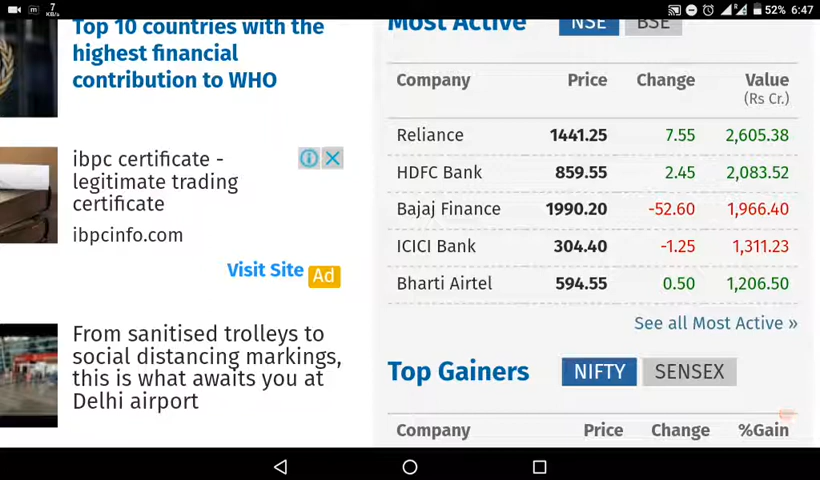 7
KB/s
m
52% 6:47
Top 10 countries with the
highest financial
contribution to WHO
ibpc certificate -
legitimate trading
certificate
ibpcinfo.com
Visit Site Ad
From sanitised trolleys to
social distancing markings,
this is what awaits you at
Delhi airport
Most Active NSE BSE
Company Price Change Value
(Rs Cr.)
Reliance 1441.25 7.55 2,605.38
HDFC Bank 859.55 2.45 2,083.52
Bajaj Finance 1990.20 -52.60 1,966.40
ICICI Bank 304.40 -1.25 1,311.23
Bharti Airtel 594.55 0.50 1,206.50
See all Most Active »
Top Gainers NIFTY SENSEX
Company Price Change %Gain